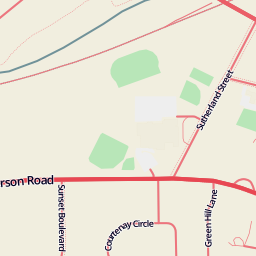 Sutherland Street
rson Road
Sunset Boulevard
Green Hill Lane
Courtenay Circle